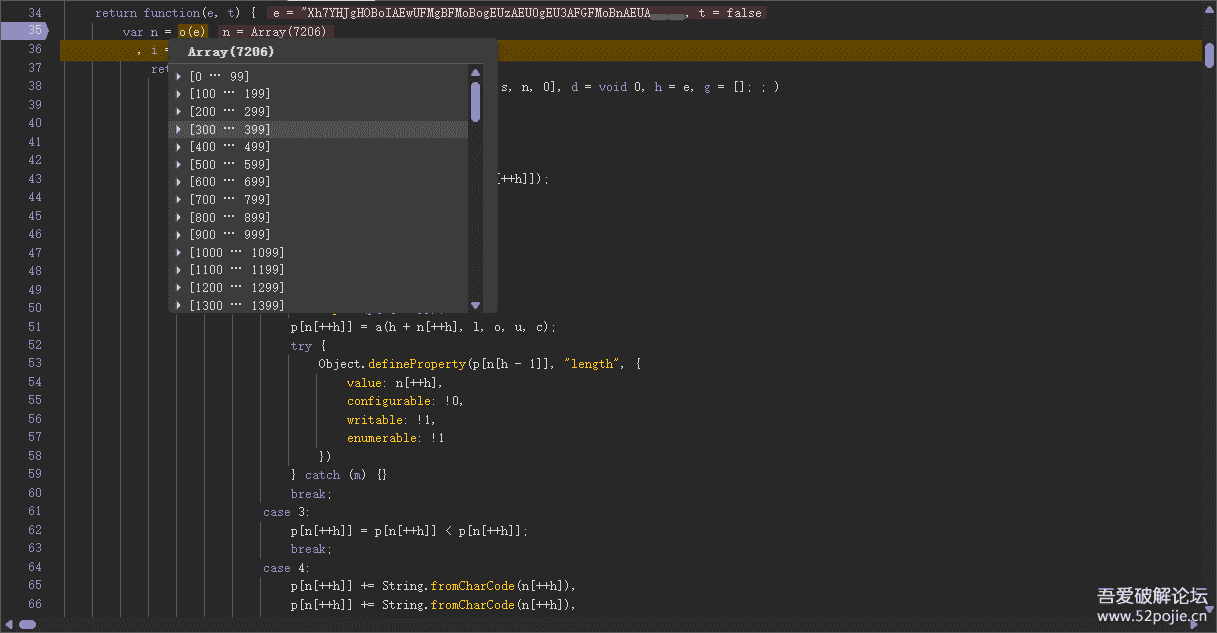 34 return function(e, t) { e = "Xh7YHJgHOBoIAEwUFMgBFMoBogEUzAEUOgEU3AFGFMoBnAEUA , t = false
35 var n = o(e) n = Array(7206)
36 , i =
Array(7206)
37 ret
[0 … 99]
38 s, n, 0], d = void 0, h = e, g = []; ; )
[100 … 199]
39
[200 … 299]
40
[300 … 399]
41
[400 … 499]
42
[500 … 599]
43 [++h]]);
[600 … 699]
44
[700 … 799]
45
[800 … 899]
46
[900 … 999]
47
[1000 … 1099]
48
[1100 … 1199]
49
[1200 … 1299]
50
[1300 … 1399]
51 p[n[++h]] = a(h + n[++h], l, o, u, c);
52 try {
53 Object.defineProperty(p[n[h - 1]], "length", {
54 value: n[++h],
55 configurable: !0,
56 writable: !1,
57 enumerable: !1
58 })
59 } catch (m) {}
60 break;
61 case 3:
62 p[n[++h]] = p[n[++h]] < p[n[++h]];
63 break;
64 case 4:
65 p[n[++h]] += String.fromCharCode(n[++h]),
66 p[n[++h]] += String.fromCharCode(n[++h]),
吾爱破解论坛
www.52pojie.cn